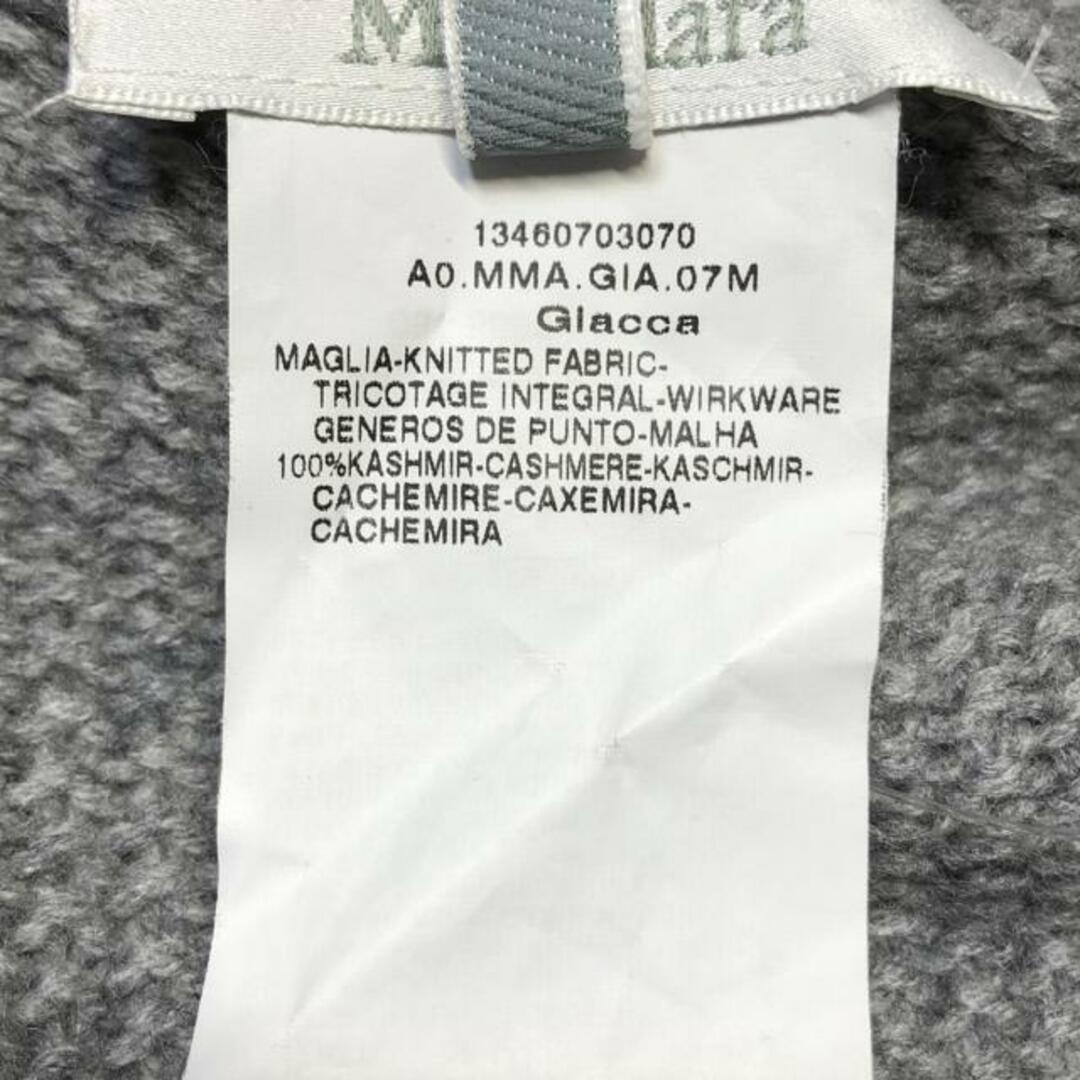 13460703070
A0.MMA.GIA.07M
Giacca
MAGLIA-KNITTED FABRIC-
TRICOTAGE INTEGRAL-WIRKWARE
GENEROS DE PUNTO-MALHA
100%KASHMIR-CASHMERE-KASCHMIR-
CACHEMIRE-CAXEMIRA-
CACHEMIRA